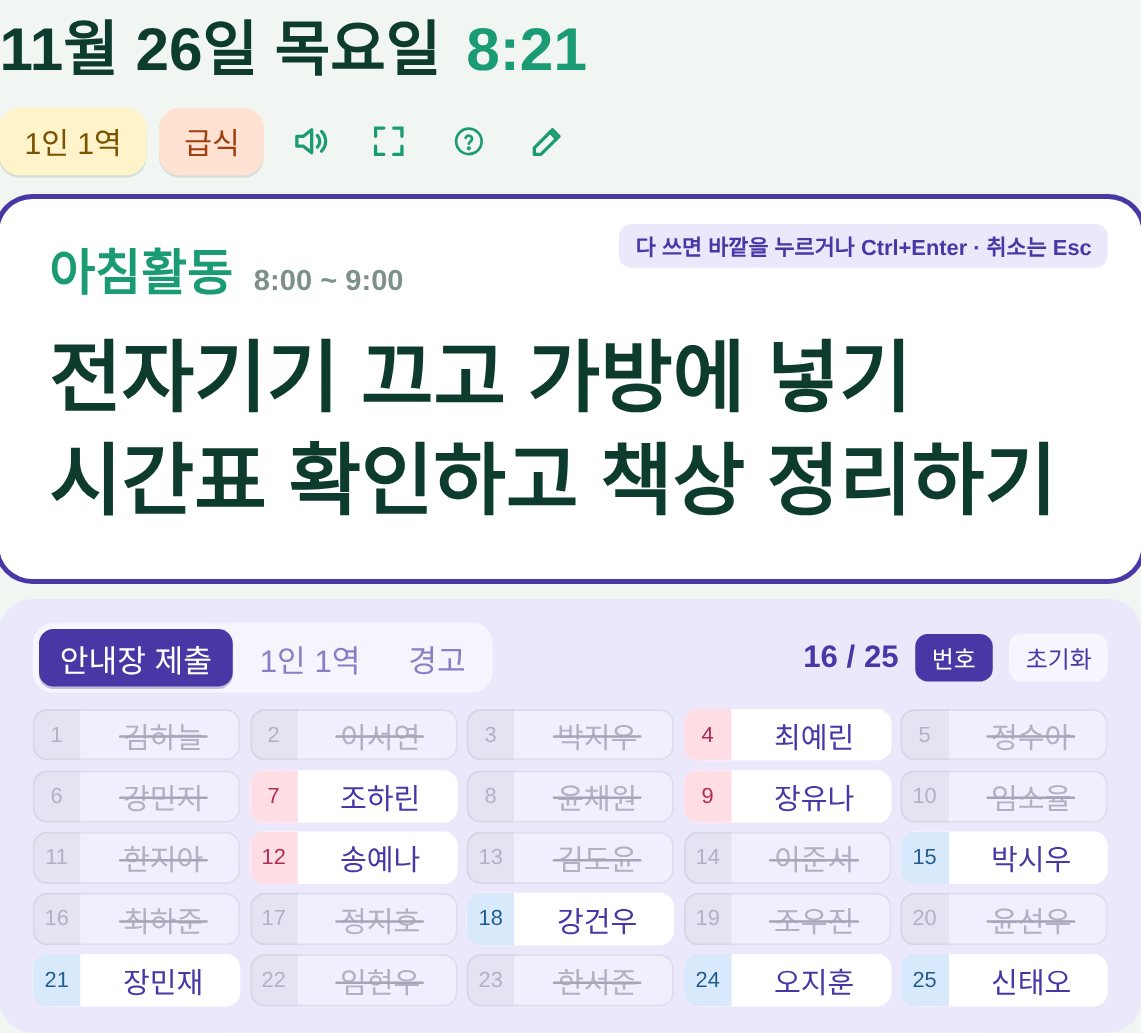 11월 26일 목요일 8:21
1인 1역 급식
다 쓰면 바깥을 누르거나 Ctrl+Enter · 취소는 Esc
아침활동 8:00 ~ 9:00
전자기기 끄고 가방에 넣기
시간표 확인하고 책상 정리하기
안내장 제출 1인 1역 경고 16 / 25 번호 초기화
1 김하늘 2 이서연 3 박지우 4 최예린 5 정수아
6 강민지 7 조하린 8 윤채원 9 장유나 10 임소율
11 한지아 12 송예나 13 김도윤 14 이준서 15 박시우
16 최하준 17 정지호 18 강건우 19 조우진 20 윤선우
21 장민재 22 임현우 23 한서준 24 오지훈 25 신태오